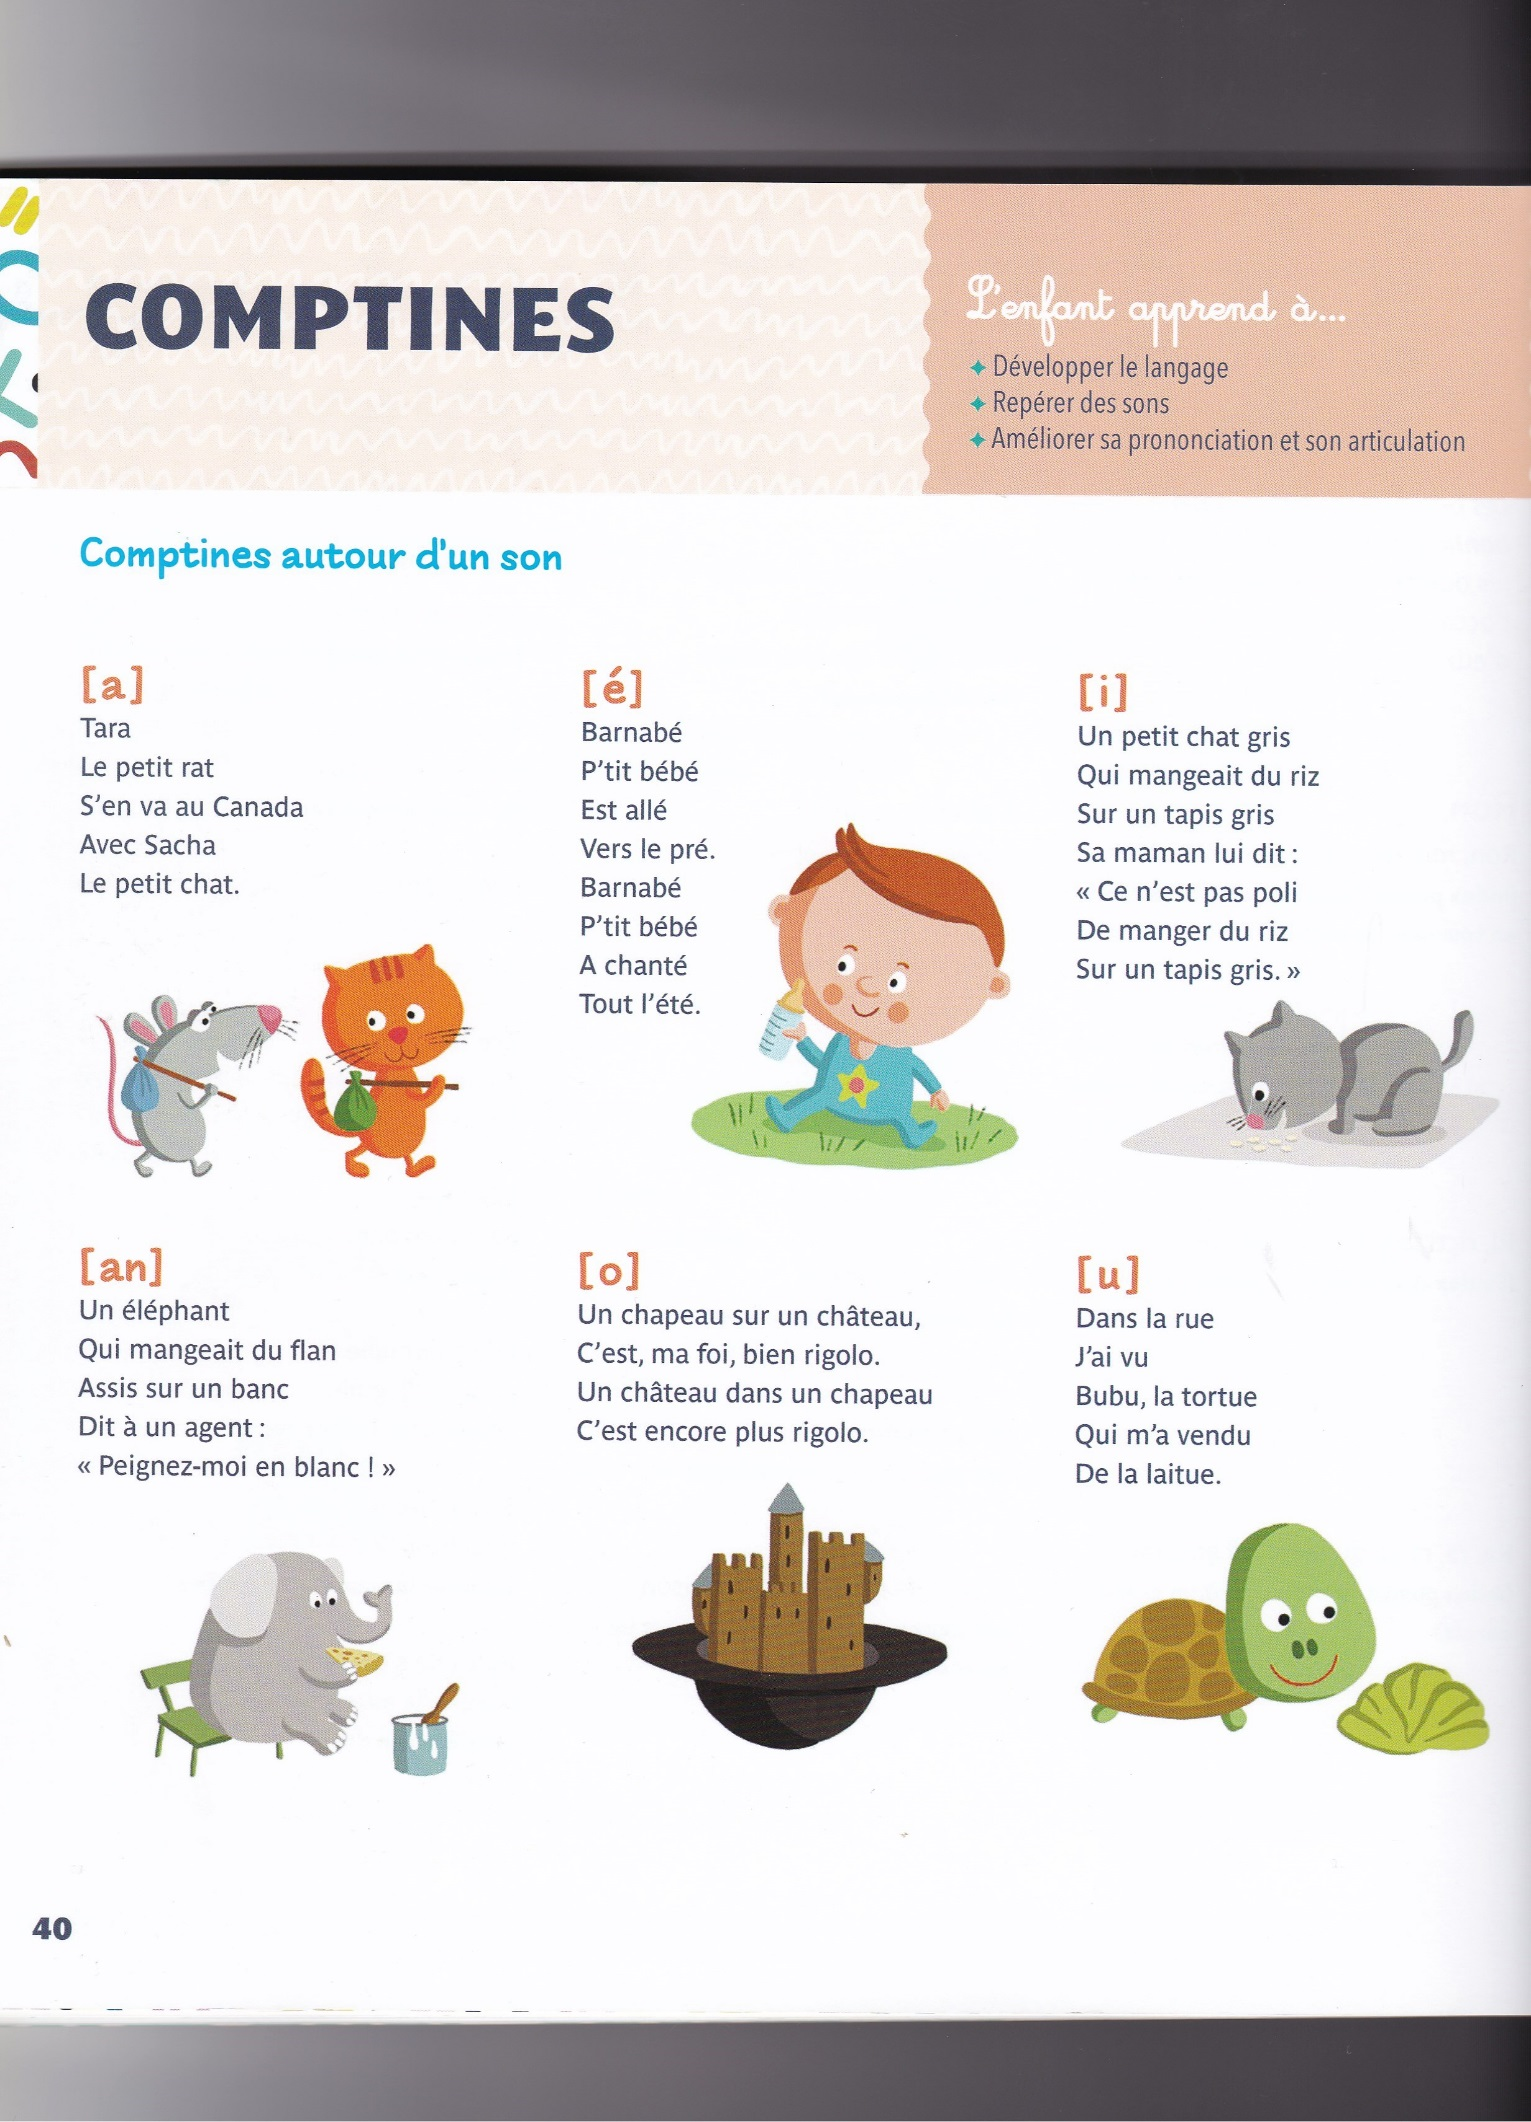 COMPTINES
L'enfant apprend à...
✦ Développer le langage
✦ Repérer des sons
✦ Améliorer sa prononciation et son articulation
Comptines autour d'un son
[a]
Tara
Le petit rat
S'en va au Canada
Avec Sacha
Le petit chat.
[é]
Barnabé
P'tit bébé
Est allé
Vers le pré.
Barnabé
P'tit bébé
A chanté
Tout l'été.
[i]
Un petit chat gris
Qui mangeait du riz
Sur un tapis gris
Sa maman lui dit :
« Ce n'est pas poli
De manger du riz
Sur un tapis gris. »
[an]
Un éléphant
Qui mangeait du flan
Assis sur un banc
Dit à un agent :
« Peignez-moi en blanc ! »
[o]
Un chapeau sur un château,
C'est, ma foi, bien rigolo.
Un château dans un chapeau
C'est encore plus rigolo.
[u]
Dans la rue
J'ai vu
Bubu, la tortue
Qui m'a vendu
De la laitue.
40